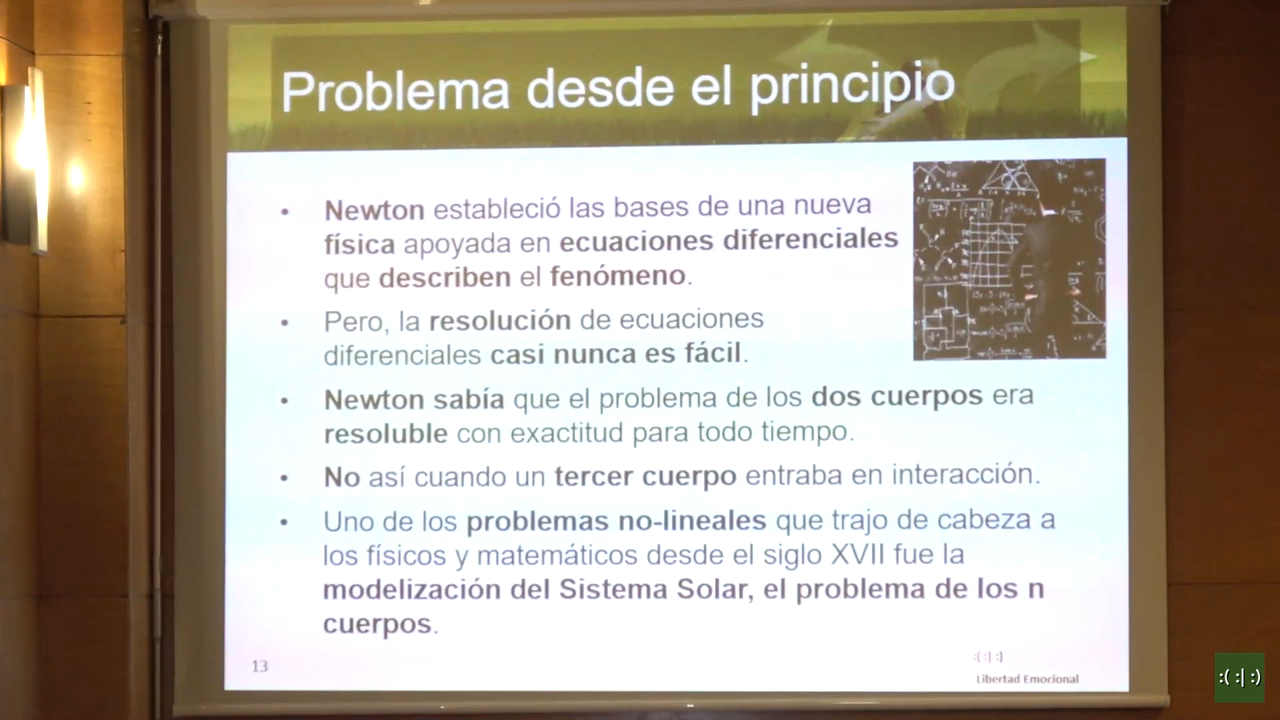 Problema desde el principio
• Newton estableció las bases de una nueva
física apoyada en ecuaciones diferenciales
que describen el fenómeno.
• Pero, la resolución de ecuaciones
diferenciales casi nunca es fácil.
• Newton sabía que el problema de los dos cuerpos era
resoluble con exactitud para todo tiempo.
• No así cuando un tercer cuerpo entraba en interacción.
• Uno de los problemas no-lineales que trajo de cabeza a
los físicos y matemáticos desde el siglo XVII fue la
modelización del Sistema Solar, el problema de los n
cuerpos.
13
:( :| :)
Libertad Emocional
:( :| :)